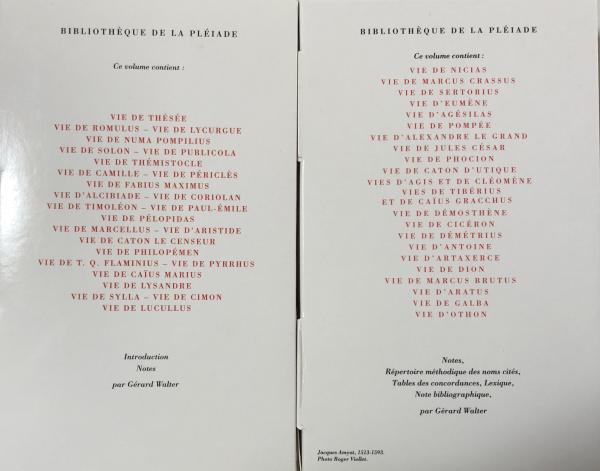 BIBLIOTHÈQUE DE LA PLÉIADE
Ce volume contient :
VIE DE THÉSÉE
VIE DE ROMULUS – VIE DE LYCURGUE
VIE DE NUMA POMPILIUS
VIE DE SOLON – VIE DE PUBLICOLA
VIE DE THÉMISTOCLE
VIE DE CAMILLE – VIE DE PÉRICLÈS
VIE DE FABIUS MAXIMUS
VIE D'ALCIBIADE – VIE DE CORIOLAN
VIE DE TIMOLÉON – VIE DE PAUL-ÉMILE
VIE DE PÉLOPIDAS
VIE DE MARCELLUS – VIE D'ARISTIDE
VIE DE CATON LE CENSEUR
VIE DE PHILOPÉMEN
VIE DE T. Q. FLAMINIUS – VIE DE PYRRHUS
VIE DE CAÏUS MARIUS
VIE DE LYSANDRE
VIE DE SYLLA – VIE DE CIMON
VIE DE LUCULLUS
Introduction
Notes
par Gérard Walter
BIBLIOTHÈQUE DE LA PLÉIADE
Ce volume contient :
VIE DE NICIAS
VIE DE MARCUS CRASSUS
VIE DE SERTORIUS
VIE D'EUMÈNE
VIE D'AGÉSILAS
VIE DE POMPÉE
VIE D'ALEXANDRE LE GRAND
VIE DE JULES CÉSAR
VIE DE PHOCION
VIE DE CATON D'UTIQUE
VIES D'AGIS ET DE CLÉOMÈNE
VIES DE TIBÉRIUS
ET DE CAÏUS GRACCHUS
VIE DE DÉMOSTHÈNE
VIE DE CICÉRON
VIE DE DÉMÉTRIUS
VIE D'ANTOINE
VIE D'ARTAXERCE
VIE DE DION
VIE DE MARCUS BRUTUS
VIE D'ARATUS
VIE DE GALBA
VIE D'OTHON
Notes,
Répertoire méthodique des noms cités,
Tables des concordances, Lexique,
Note bibliographique,
par Gérard Walter
Jacques Amyot, 1513-1593.
Photo Roger Viollet.